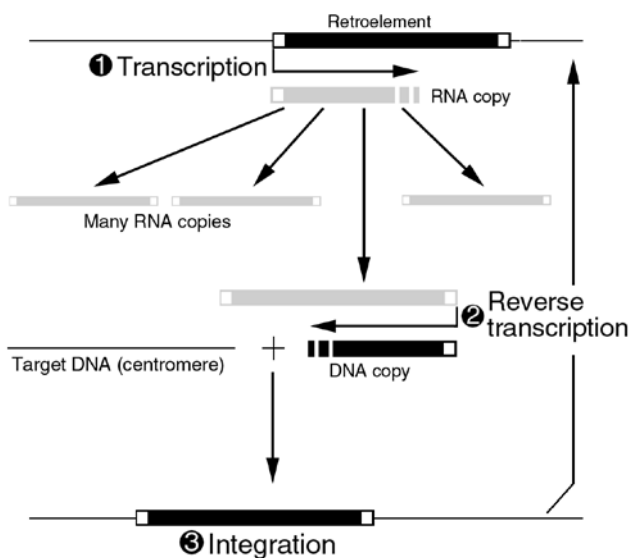 Retroelement
❶ Transcription
RNA copy
Many RNA copies
❷ Reverse
transcription
Target DNA (centromere)
+
DNA copy
❸ Integration